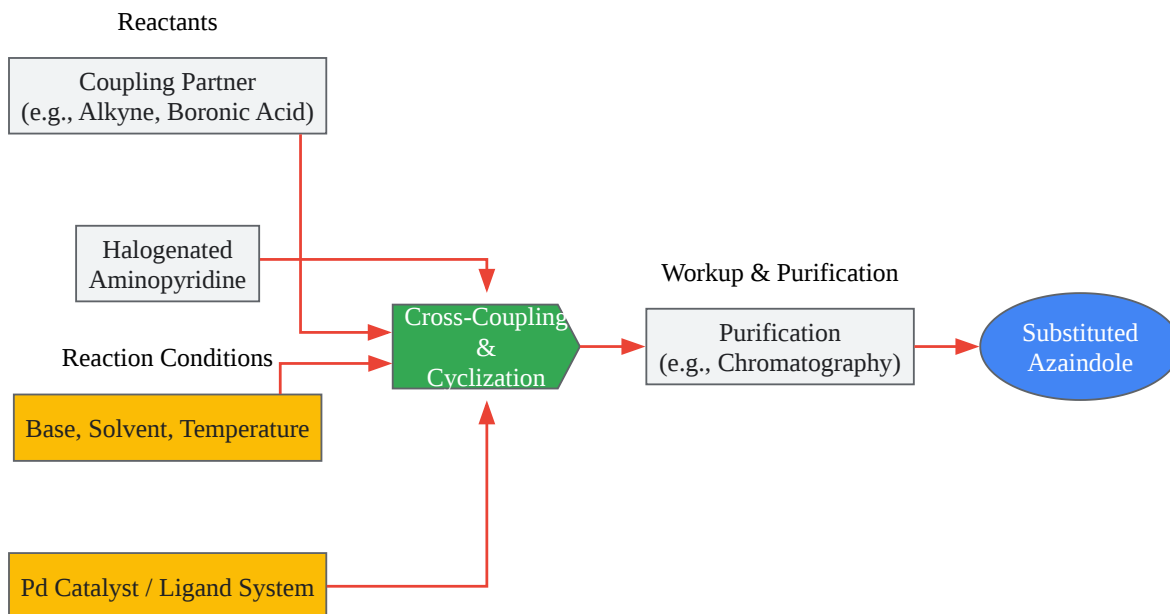 Reactants
Coupling Partner
(e.g., Alkyne, Boronic Acid)
Halogenated
Aminopyridine
Reaction Conditions
Base, Solvent, Temperature
Pd Catalyst / Ligand System
Cross-Coupling
&
Cyclization
Workup & Purification
Purification
(e.g., Chromatography)
Substituted
Azaindole